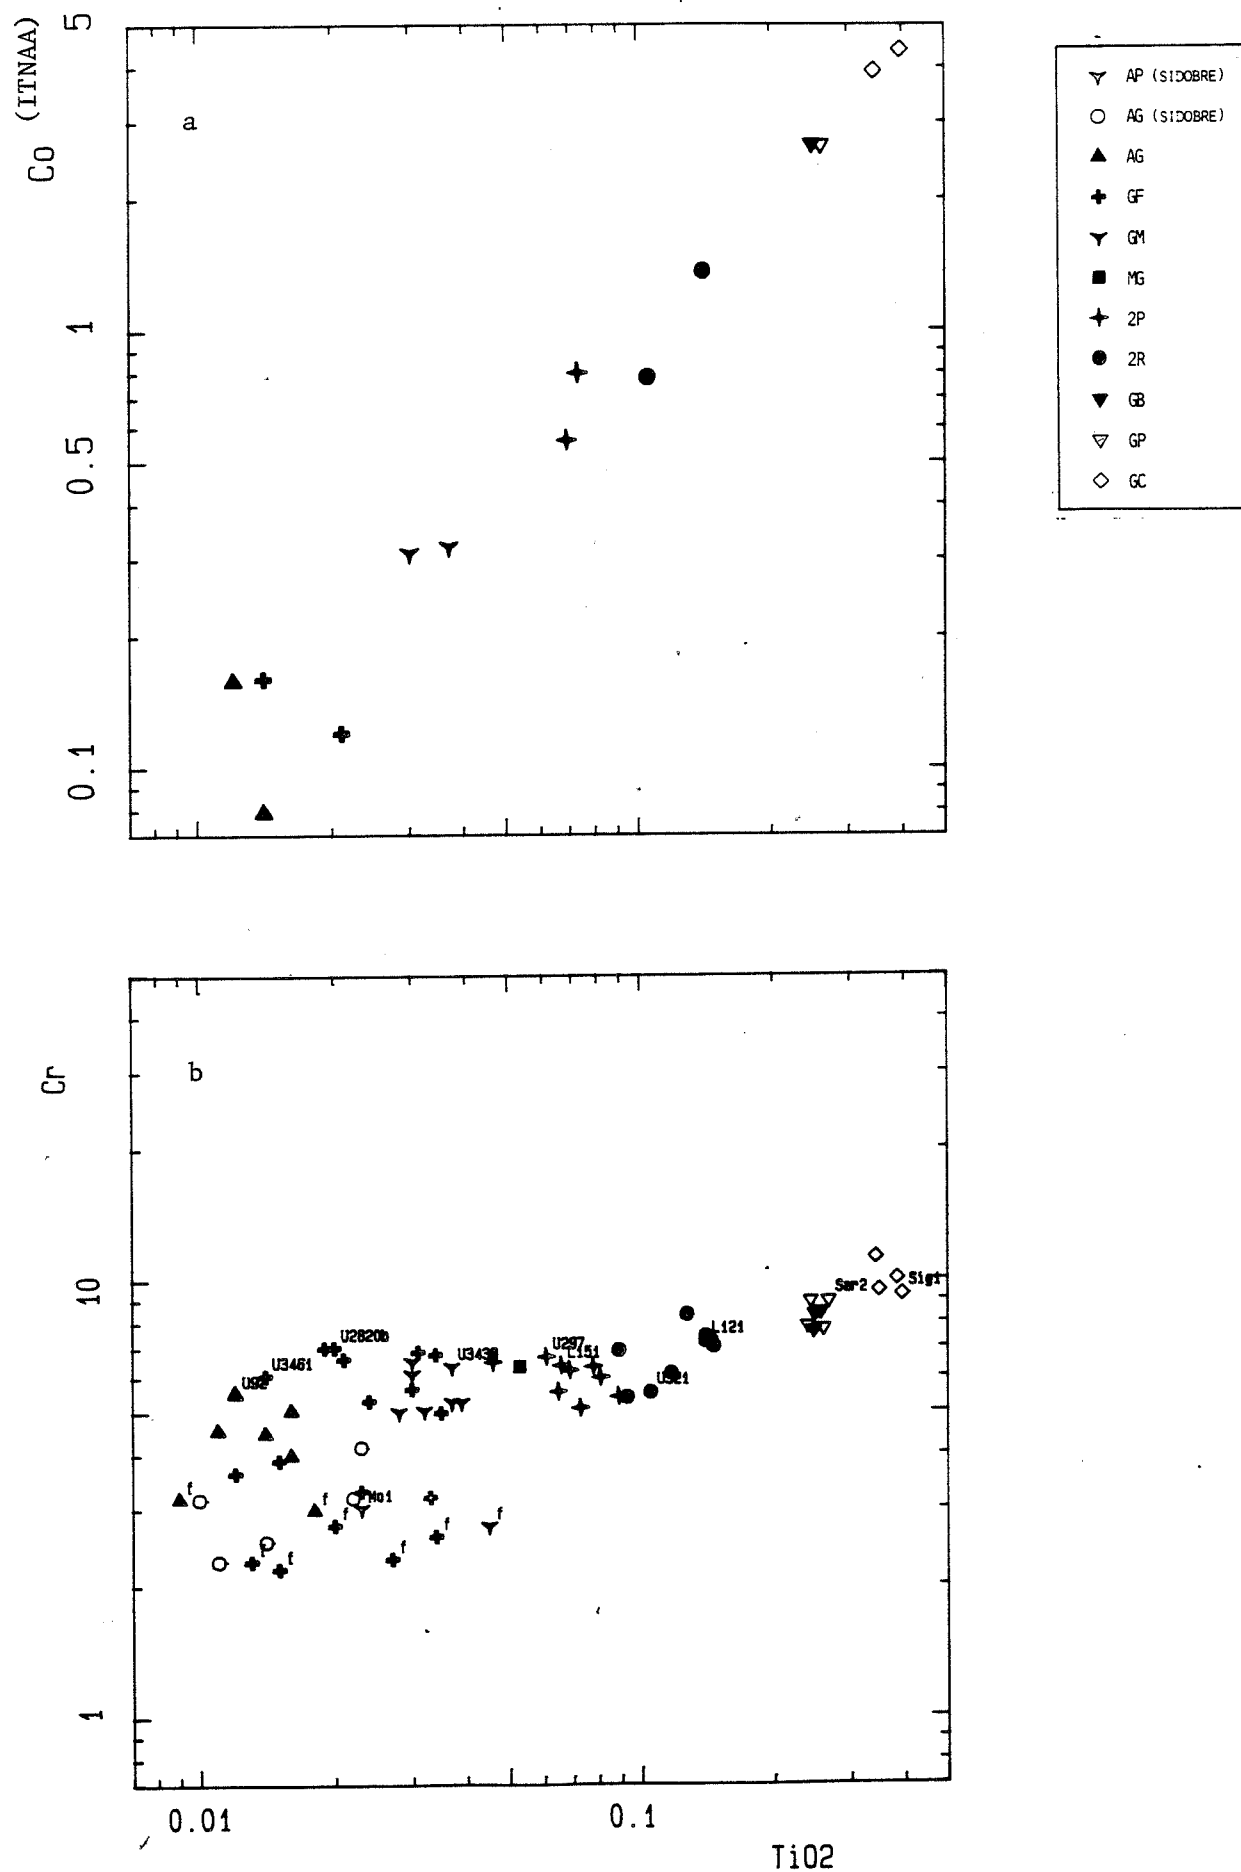 Co (ITNAA)
5
1
0.5
0.1
a
AP (SIDOBRE)
AG (SIDOBRE)
AG
GF
GM
MG
2P
2R
GB
GP
GC
Cr
10
1
b
U2820b
U3461
U92
U343
U297
L151
L121
U321
Sar2
Sig1
Moi
f
f
f
f
f
f
f
f
0.01
0.1
TiO2